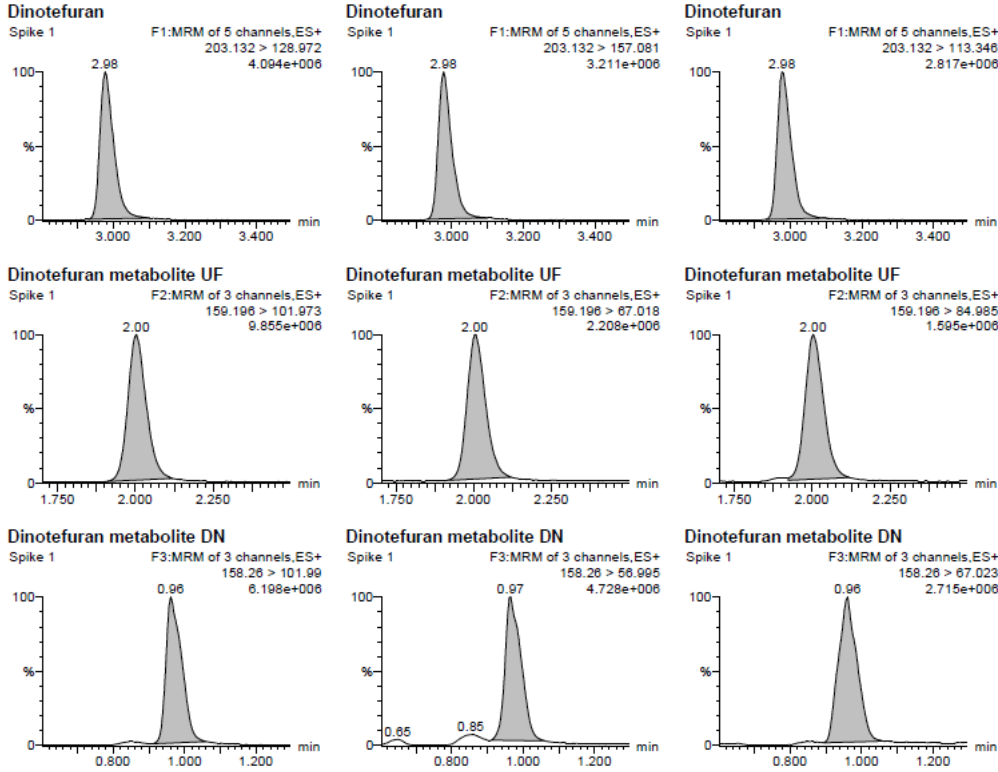 Dinotefuran
Spike 1 F1:MRM of 5 channels,ES+
203.132 > 128.972
4.094e+006
2.98
100
%
0
3.000 3.200 3.400 min
Dinotefuran
Spike 1 F1:MRM of 5 channels,ES+
203.132 > 157.081
3.211e+006
2.98
100
%
0
3.000 3.200 3.400 min
Dinotefuran
Spike 1 F1:MRM of 5 channels,ES+
203.132 > 113.346
2.817e+006
2.98
100
%
0
3.000 3.200 3.400 min
Dinotefuran metabolite UF
Spike 1 F2:MRM of 3 channels,ES+
159.196 > 101.973
9.855e+006
2.00
100
%
0
1.750 2.000 2.250 min
Dinotefuran metabolite UF
Spike 1 F2:MRM of 3 channels,ES+
159.196 > 67.018
2.208e+006
2.00
100
%
0
1.750 2.000 2.250 min
Dinotefuran metabolite UF
Spike 1 F2:MRM of 3 channels,ES+
159.196 > 84.985
1.595e+006
2.00
100
%
0
1.750 2.000 2.250 min
Dinotefuran metabolite DN
Spike 1 F3:MRM of 3 channels,ES+
158.26 > 101.99
6.198e+006
0.96
100
%
0
0.800 1.000 1.200 min
Dinotefuran metabolite DN
Spike 1 F3:MRM of 3 channels,ES+
158.26 > 56.995
4.728e+006
0.97
100
%
0.65 0.85
0
0.800 1.000 1.200 min
Dinotefuran metabolite DN
Spike 1 F3:MRM of 3 channels,ES+
158.26 > 67.023
2.715e+006
0.96
100
%
0
0.800 1.000 1.200 min